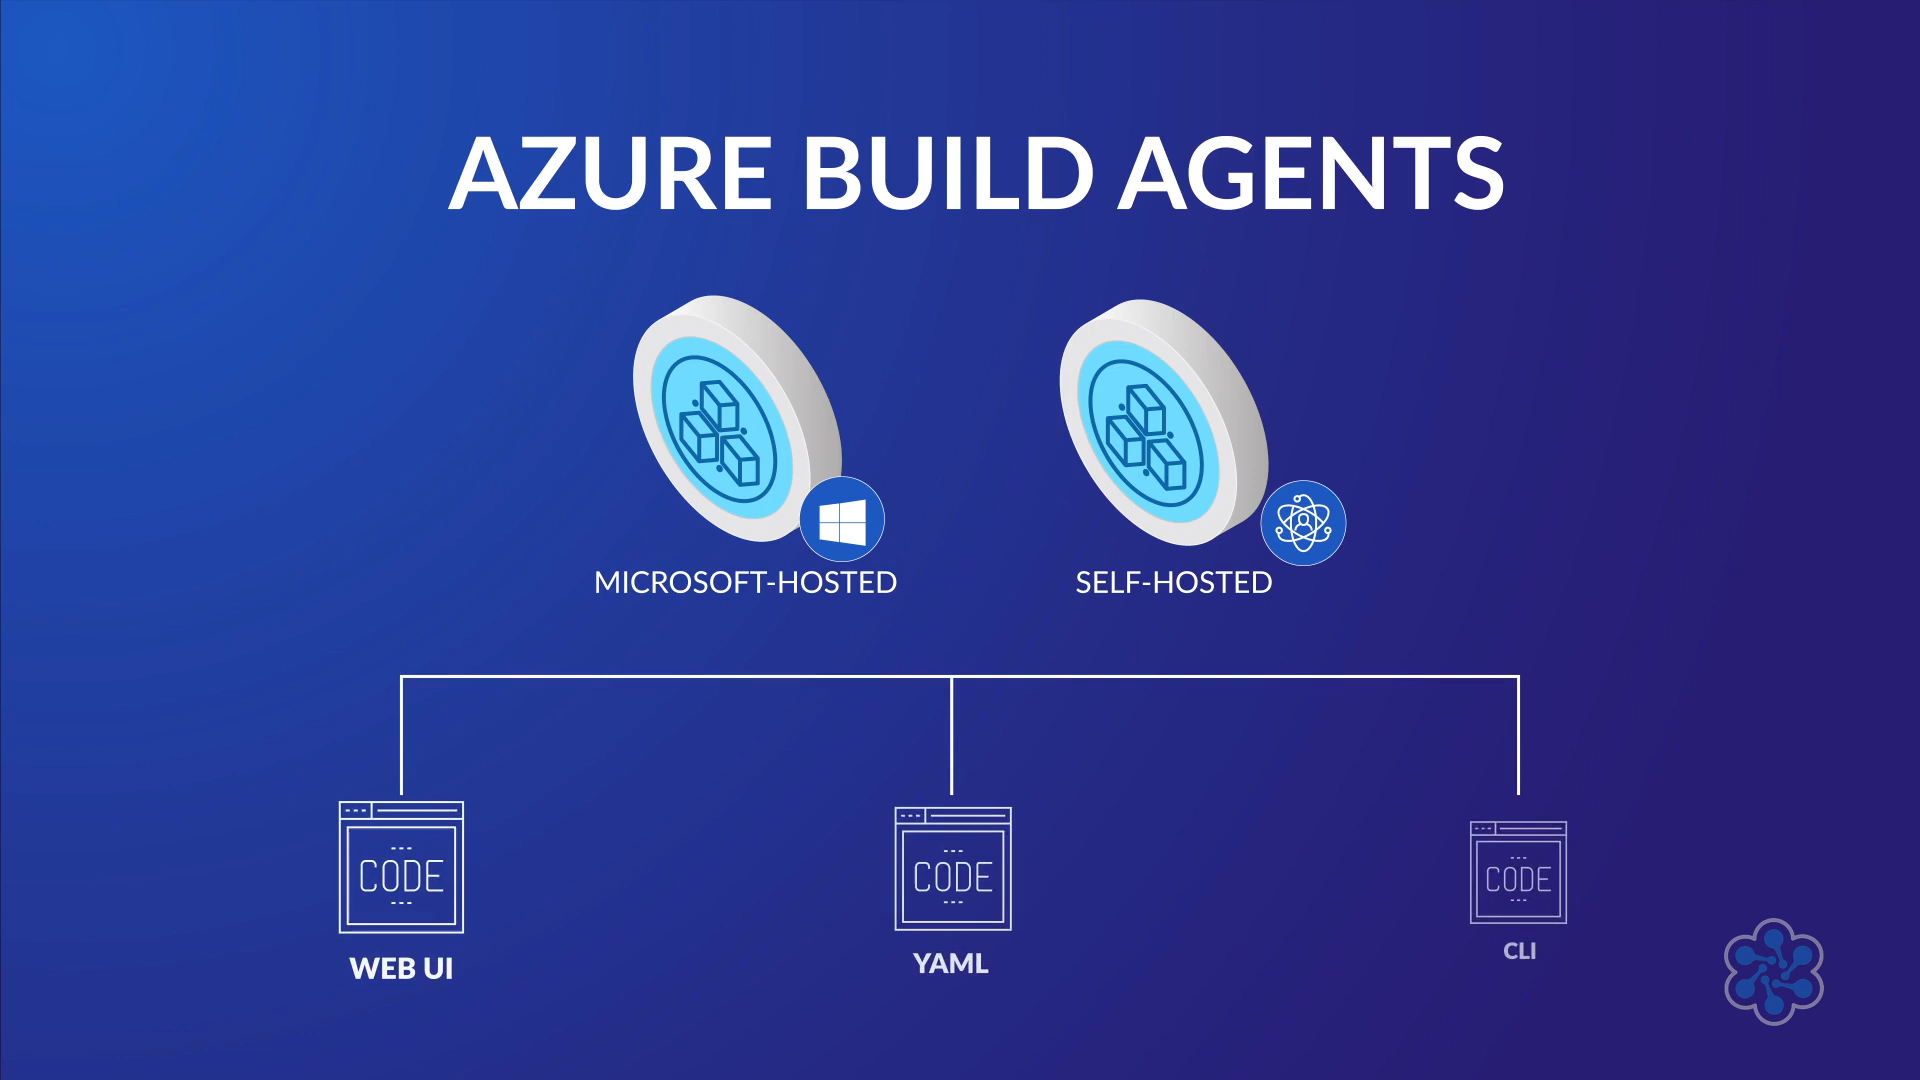 AZURE BUILD AGENTS
MICROSOFT-HOSTED
SELF-HOSTED
CODE
CODE
CODE
WEB UI
YAML
CLI